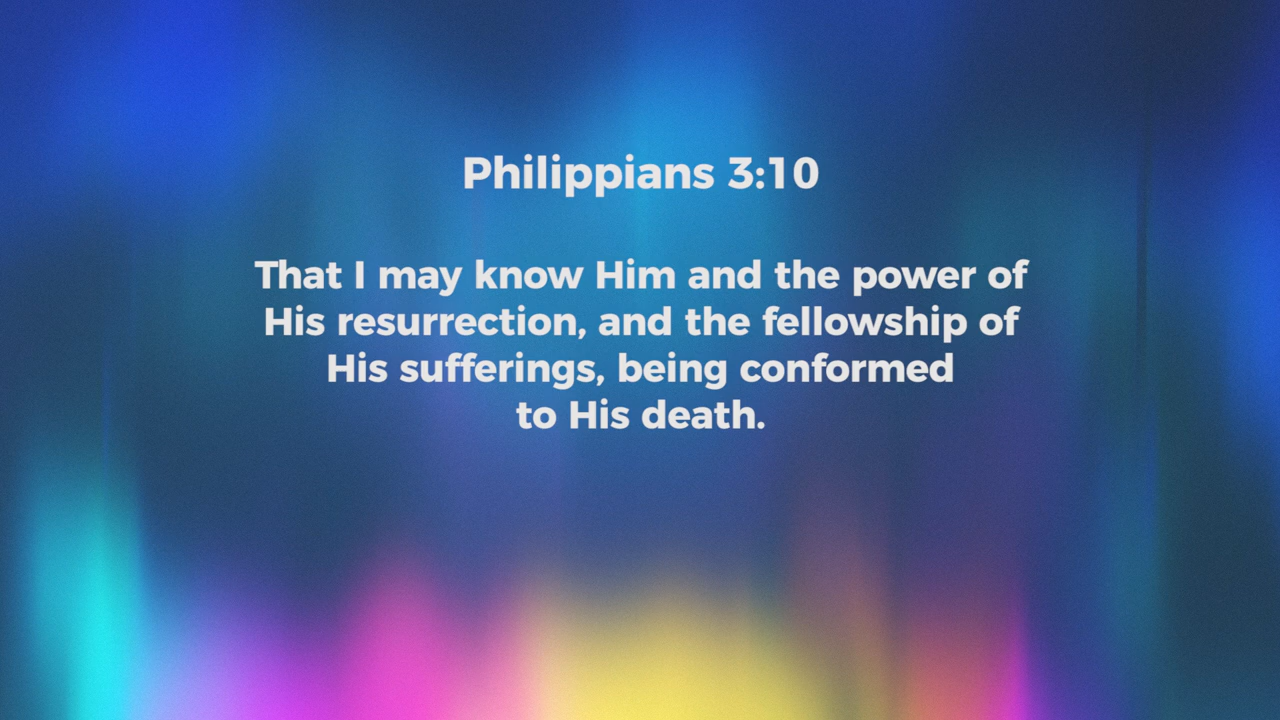 Philippians 3:10
That I may know Him and the power of
His resurrection, and the fellowship of
His sufferings, being conformed
to His death.